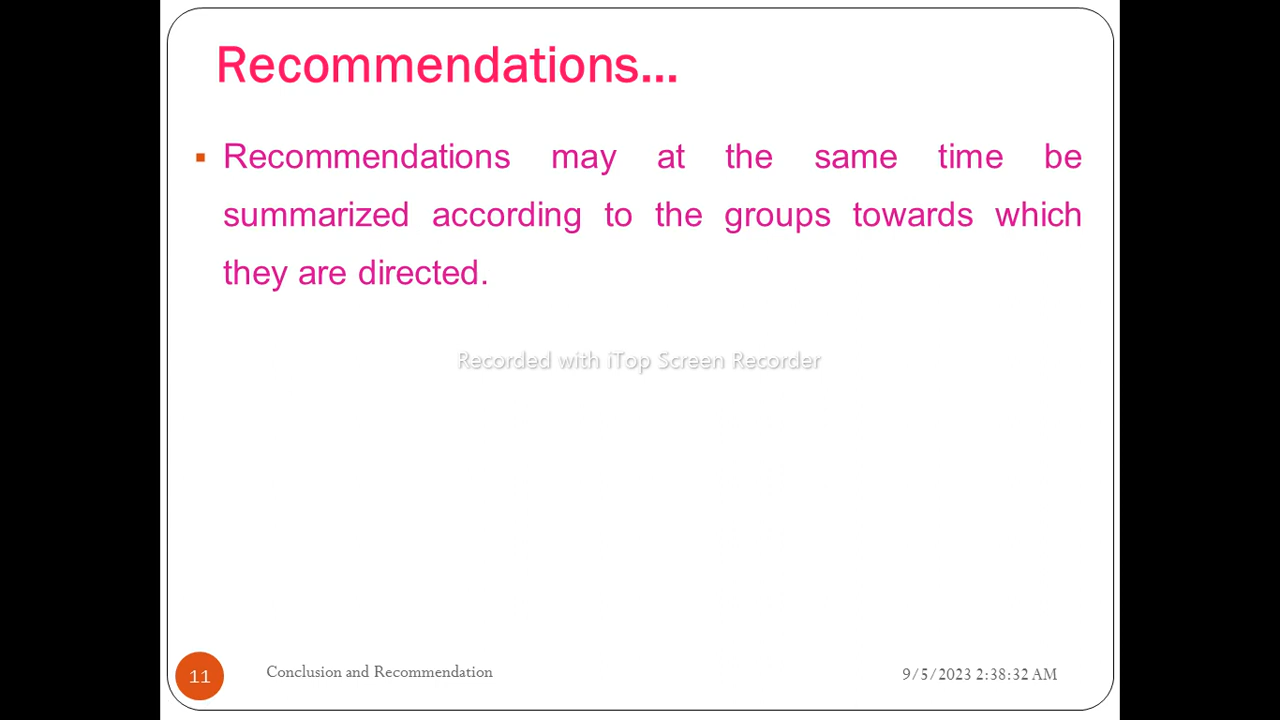 Recommendations...
▪ Recommendations may at the same time be
summarized according to the groups towards which
they are directed.
Recorded with iTop Screen Recorder
11
Conclusion and Recommendation
9/5/2023 2:38:32 AM